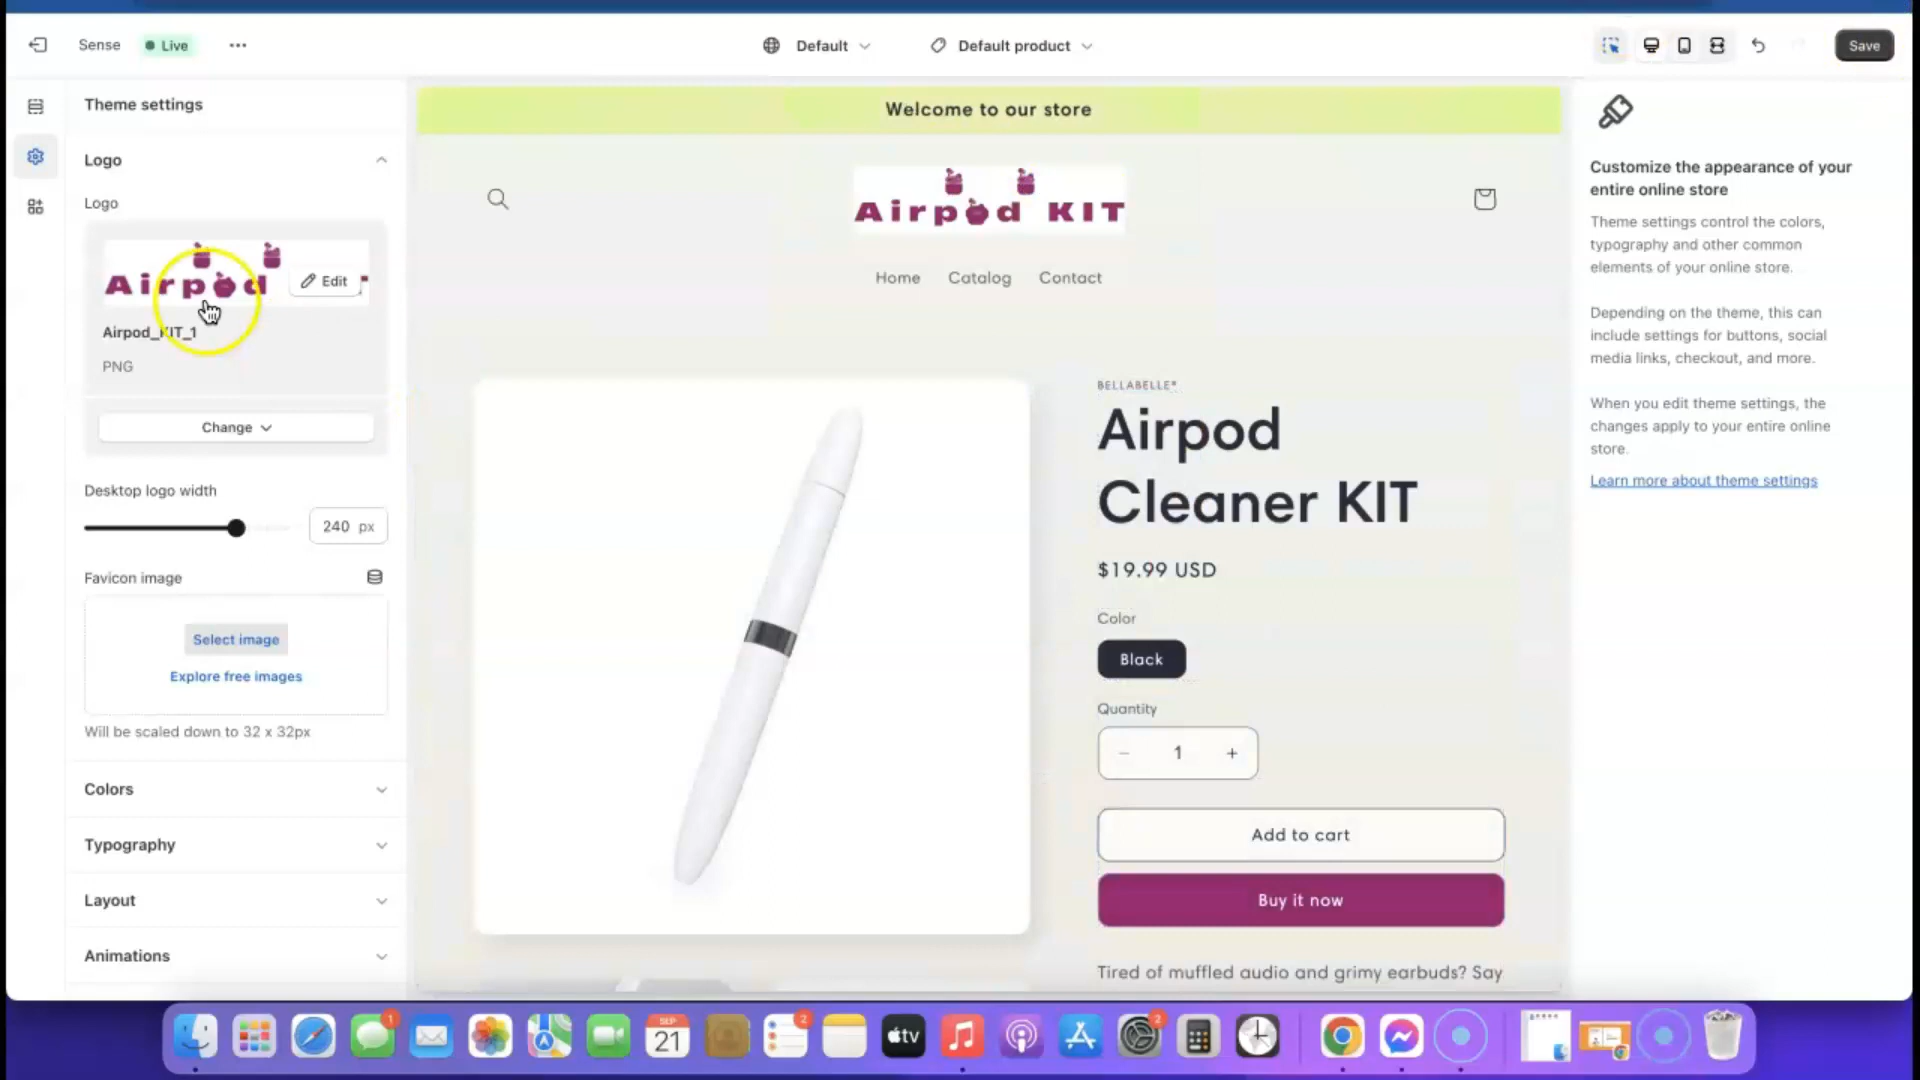 Sense
Live
Default
Default product
Save
Theme settings
Logo
Logo
Airpod
Edit
Airpod_KIT_1
PNG
Change
Desktop logo width
240 px
Favicon image
Select image
Explore free images
Will be scaled down to 32 x 32px
Colors
Typography
Layout
Animations
Welcome to our store
Airpod KIT
Home Catalog Contact
BELLABELLE®
Airpod
Cleaner KIT
$19.99 USD
Color
Black
Quantity
− 1 +
Add to cart
Buy it now
Tired of muffled audio and grimy earbuds? Say
Customize the appearance of your
entire online store
Theme settings control the colors,
typography and other common
elements of your online store.
Depending on the theme, this can
include settings for buttons, social
media links, checkout, and more.
When you edit theme settings, the
changes apply to your entire online
store.
Learn more about theme settings
1
SEP
21
2
tv
2